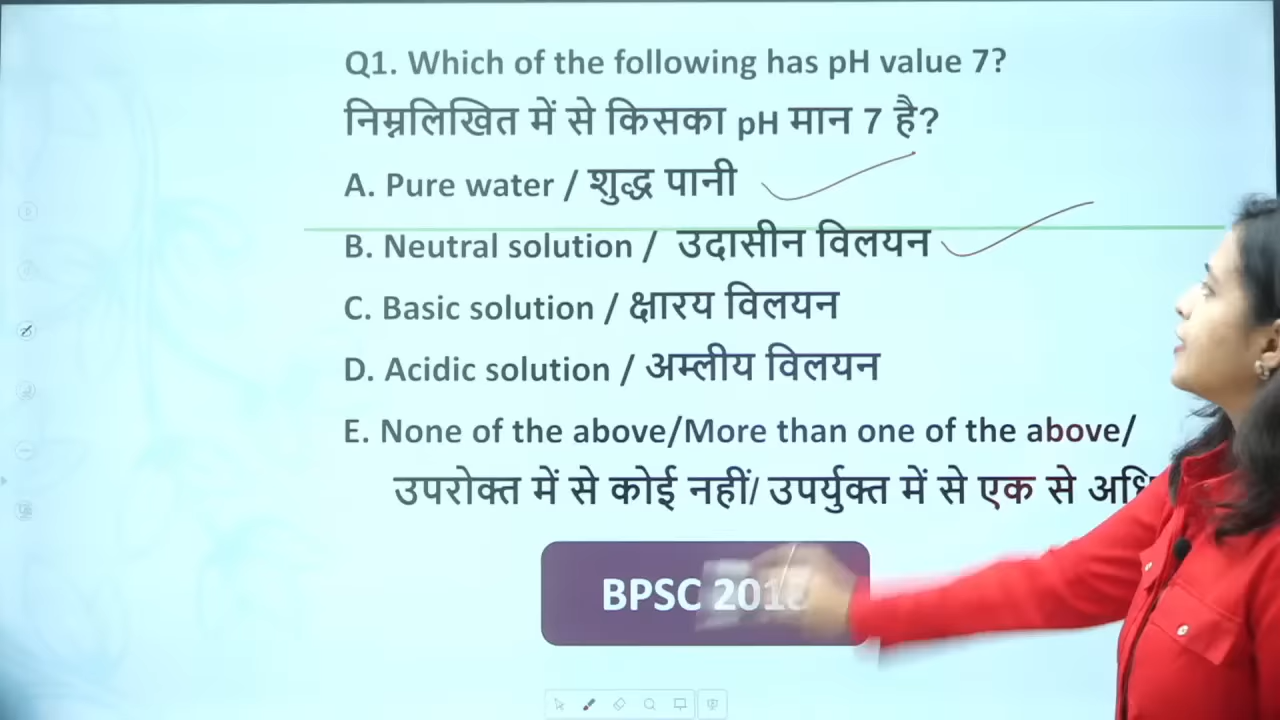 Q1. Which of the following has pH value 7?
निम्नलिखित में से किसका pH मान 7 है?
A. Pure water / शुद्ध पानी
B. Neutral solution / उदासीन विलयन
C. Basic solution / क्षारय विलयन
D. Acidic solution / अम्लीय विलयन
E. None of the above/More than one of the above/
उपरोक्त में से कोई नहीं/ उपर्युक्त में से एक से
BPSC